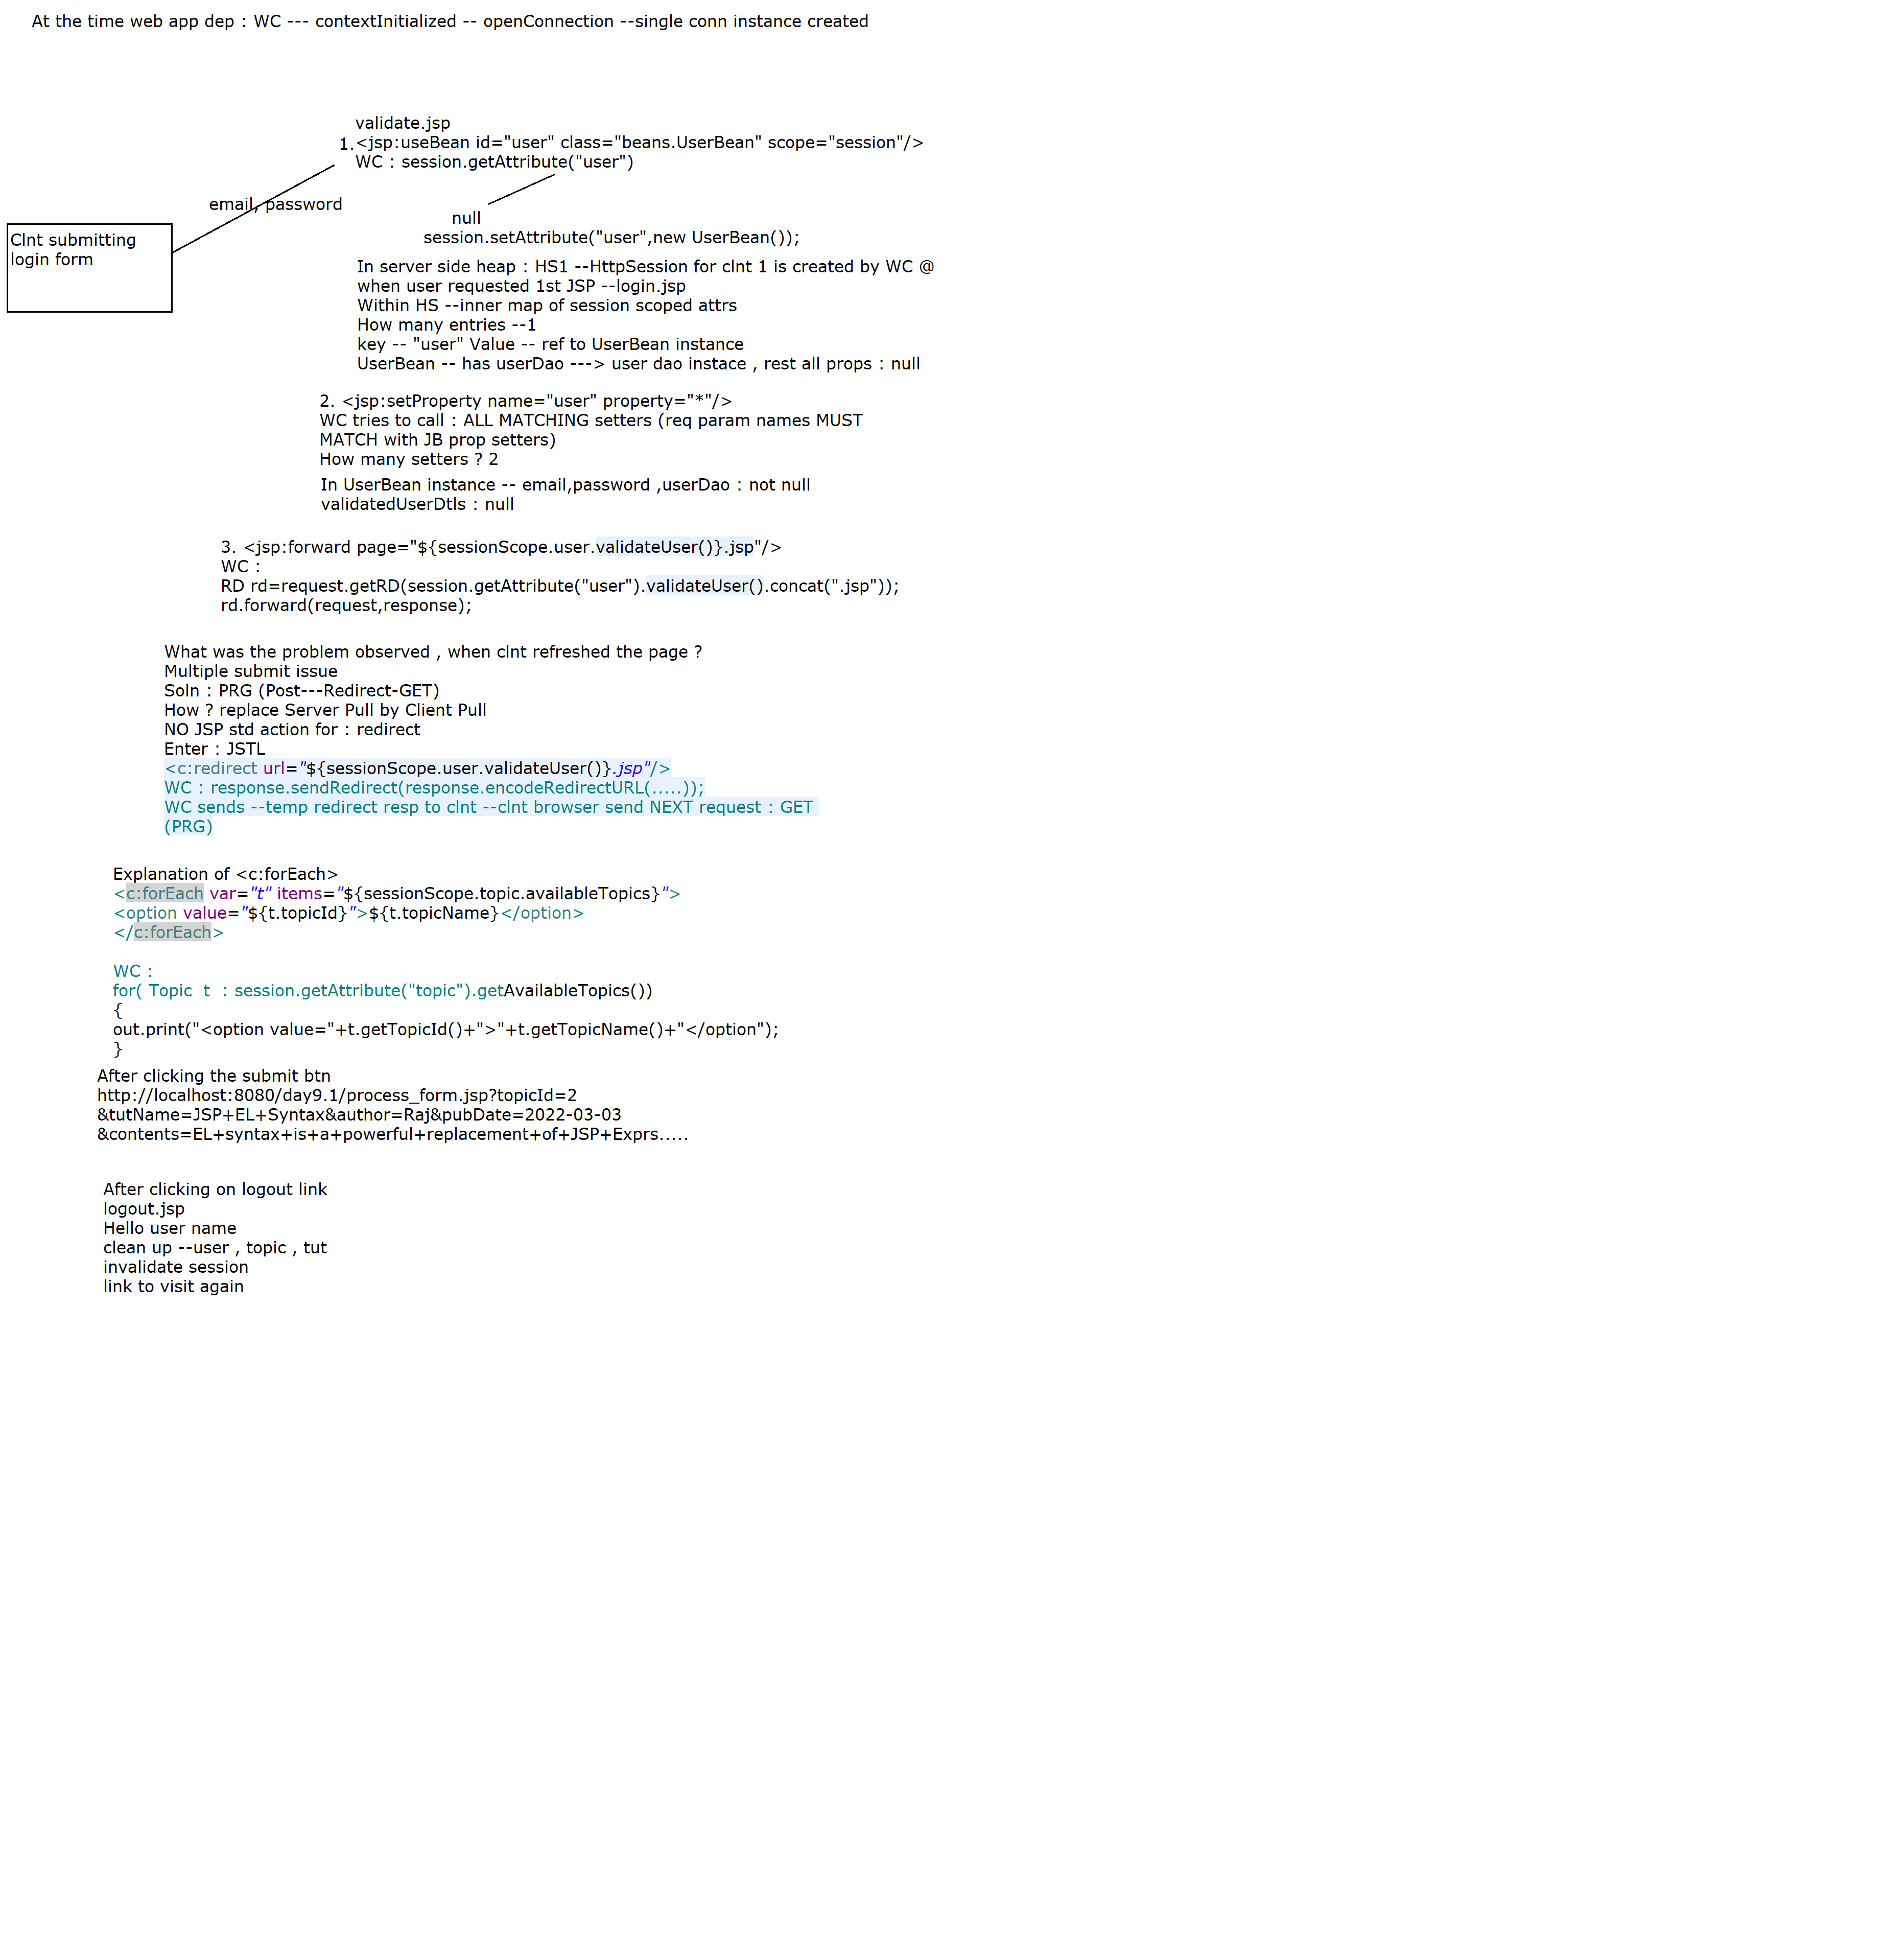 At the time web app dep : WC --- contextInitialized -- openConnection --single conn instance created
validate.jsp
1.<jsp:useBean id="user" class="beans.UserBean" scope="session"/>
WC : session.getAttribute("user")
email, password
null
session.setAttribute("user",new UserBean());
Clnt submitting
login form
In server side heap : HS1 --HttpSession for clnt 1 is created by WC @
when user requested 1st JSP --login.jsp
Within HS --inner map of session scoped attrs
How many entries --1
key -- "user" Value -- ref to UserBean instance
UserBean -- has userDao ---> user dao instace , rest all props : null
2. <jsp:setProperty name="user" property="*"/>
WC tries to call : ALL MATCHING setters (req param names MUST
MATCH with JB prop setters)
How many setters ? 2
In UserBean instance -- email,password ,userDao : not null
validatedUserDtls : null
3. <jsp:forward page="${sessionScope.user.validateUser()}.jsp"/>
WC :
RD rd=request.getRD(session.getAttribute("user").validateUser().concat(".jsp"));
rd.forward(request,response);
What was the problem observed , when clnt refreshed the page ?
Multiple submit issue
Soln : PRG (Post---Redirect-GET)
How ? replace Server Pull by Client Pull
NO JSP std action for : redirect
Enter : JSTL
<c:redirect url="${sessionScope.user.validateUser()}.jsp"/>
WC : response.sendRedirect(response.encodeRedirectURL(.....));
WC sends --temp redirect resp to clnt --clnt browser send NEXT request : GET
(PRG)
Explanation of <c:forEach>
<c:forEach var="t" items="${sessionScope.topic.availableTopics}">
<option value="${t.topicId}">${t.topicName}</option>
</c:forEach>
WC :
for( Topic  t  : session.getAttribute("topic").getAvailableTopics())
{
out.print("<option value="+t.getTopicId()+">"+t.getTopicName()+"</option");
}
After clicking the submit btn
http://localhost:8080/day9.1/process_form.jsp?topicId=2
&tutName=JSP+EL+Syntax&author=Raj&pubDate=2022-03-03
&contents=EL+syntax+is+a+powerful+replacement+of+JSP+Exprs.....
After clicking on logout link
logout.jsp
Hello user name
clean up --user , topic , tut
invalidate session
link to visit again